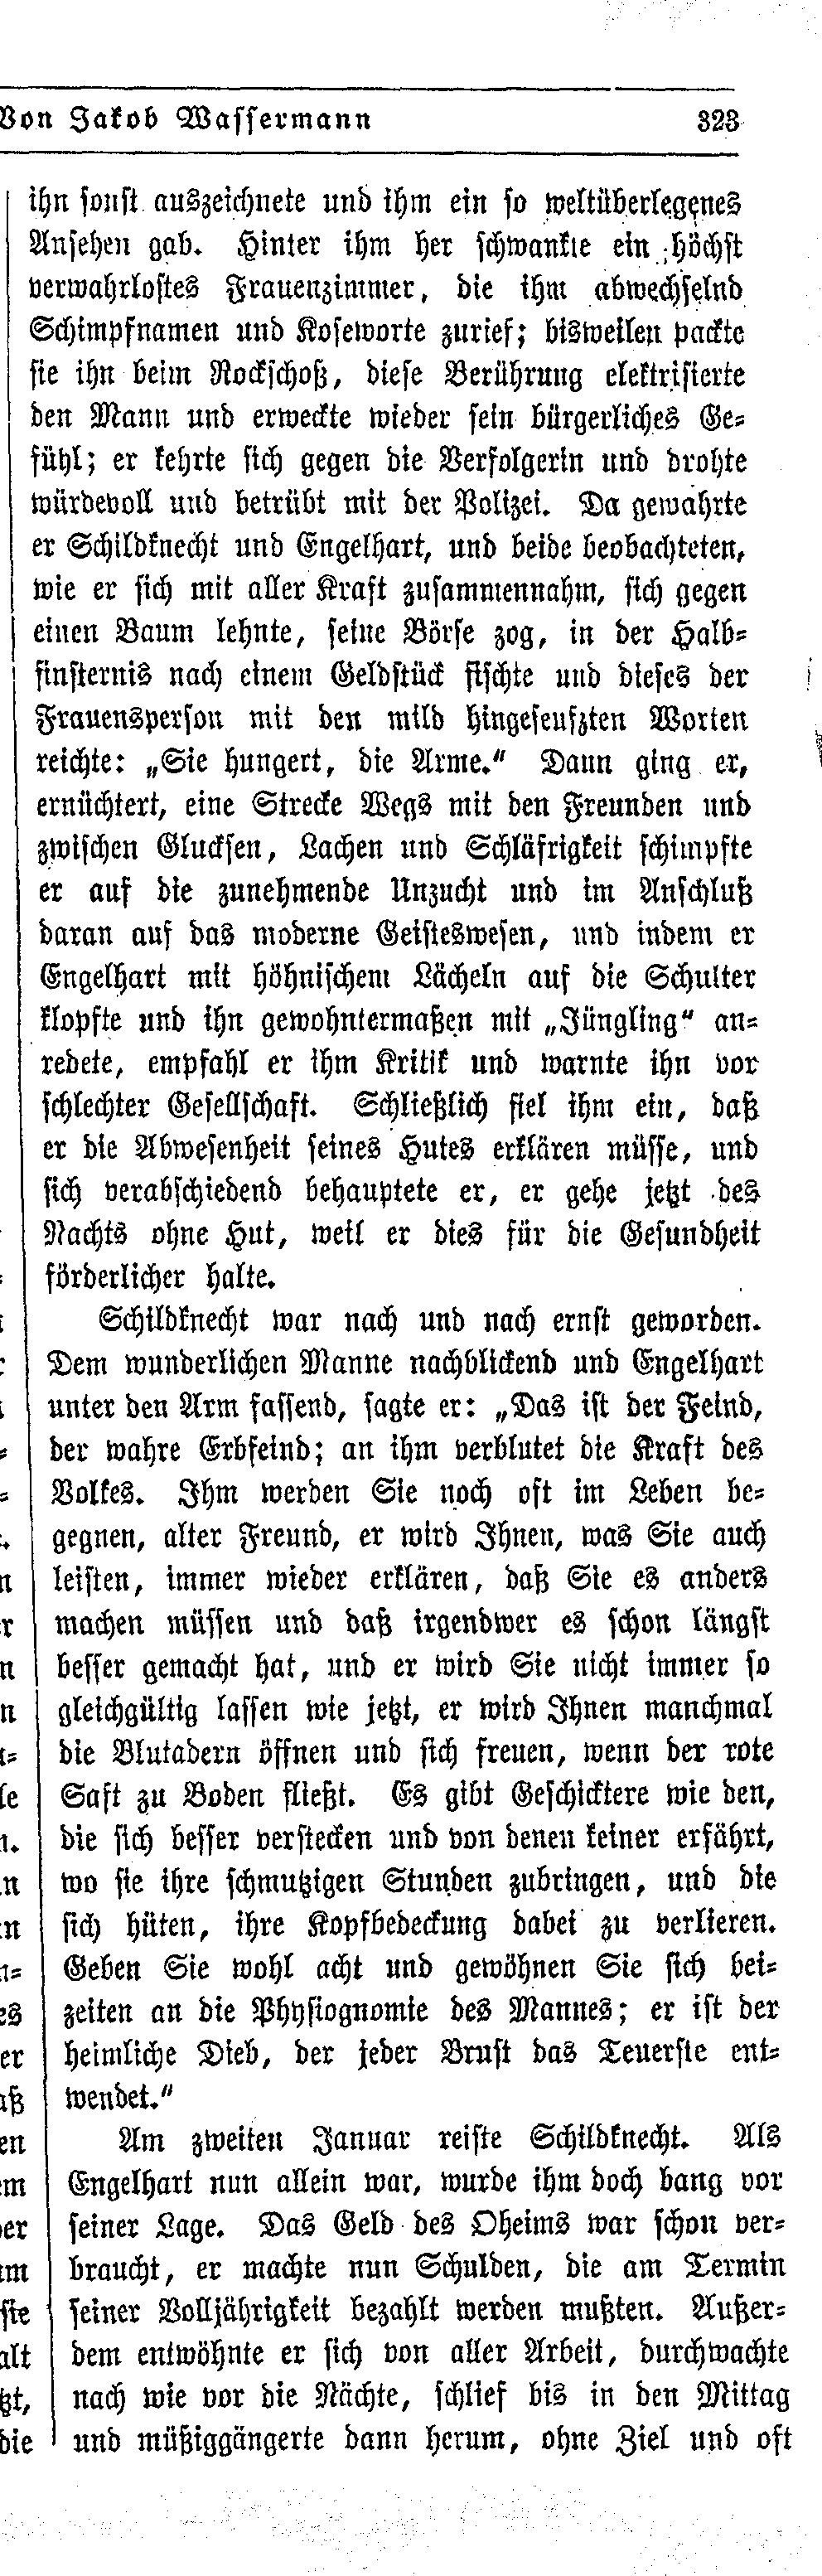 Von Jakob Wassermann 323
ihn sonst auszeichnete und ihm ein so weltüberlegenes
Ansehen gab. Hinter ihm her schwankte ein höchst
verwahrlostes Frauenzimmer, die ihm abwechselnd
Schimpfnamen und Koseworte zurief; bisweilen packte
sie ihn beim Rockschoß, diese Berührung elektrisierte
den Mann und erweckte wieder sein bürgerliches Ge-
fühl; er kehrte sich gegen die Verfolgerin und drohte
würdevoll und betrübt mit der Polizei. Da gewahrte
er Schildknecht und Engelhart, und beide beobachteten,
wie er sich mit aller Kraft zusammennahm, sich gegen
einen Baum lehnte, seine Börse zog, in der Halb-
finsternis nach einem Geldstück fischte und dieses der
Frauensperson mit den mild hingeseufzten Worten
reichte: „Sie hungert, die Arme.“ Dann ging er,
ernüchtert, eine Strecke Wegs mit den Freunden und
zwischen Glucksen, Lachen und Schläfrigkeit schimpfte
er auf die zunehmende Unzucht und im Anschluß
daran auf das moderne Geisteswesen, und indem er
Engelhart mit höhnischem Lächeln auf die Schulter
klopfte und ihn gewohntermaßen mit „Jüngling“ an-
redete, empfahl er ihm Kritik und warnte ihn vor
schlechter Gesellschaft. Schließlich fiel ihm ein, daß
er die Abwesenheit seines Hutes erklären müsse, und
sich verabschiedend behauptete er, er gehe jetzt des
Nachts ohne Hut, weil er dies für die Gesundheit
förderlicher halte.
Schildknecht war nach und nach ernst geworden.
Dem wunderlichen Manne nachblickend und Engelhart
unter den Arm fassend, sagte er: „Das ist der Feind,
der wahre Erbfeind; an ihm verblutet die Kraft des
Volkes. Ihm werden Sie noch oft im Leben be-
gegnen, alter Freund, er wird Ihnen, was Sie auch
leisten, immer wieder erklären, daß Sie es anders
machen müssen und daß irgendwer es schon längst
besser gemacht hat, und er wird Sie nicht immer so
gleichgültig lassen wie jetzt, er wird Ihnen manchmal
die Blutadern öffnen und sich freuen, wenn der rote
Saft zu Boden fließt. Es gibt Geschicktere wie den,
die sich besser verstecken und von denen keiner erfährt,
wo sie ihre schmutzigen Stunden zubringen, und die
sich hüten, ihre Kopfbedeckung dabei zu verlieren.
Geben Sie wohl acht und gewöhnen Sie sich bei-
zeiten an die Physiognomie des Mannes; er ist der
heimliche Dieb, der jeder Brust das Teuerste ent-
wendet.“
Am zweiten Januar reiste Schildknecht. Als
Engelhart nun allein war, wurde ihm doch bang vor
seiner Lage. Das Geld des Oheims war schon ver-
braucht, er machte nun Schulden, die am Termin
seiner Volljährigkeit bezahlt werden mußten. Außer-
dem entwöhnte er sich von aller Arbeit, durchwachte
nach wie vor die Nächte, schlief bis in den Mittag
und müßiggängerte dann herum, ohne Ziel und oft